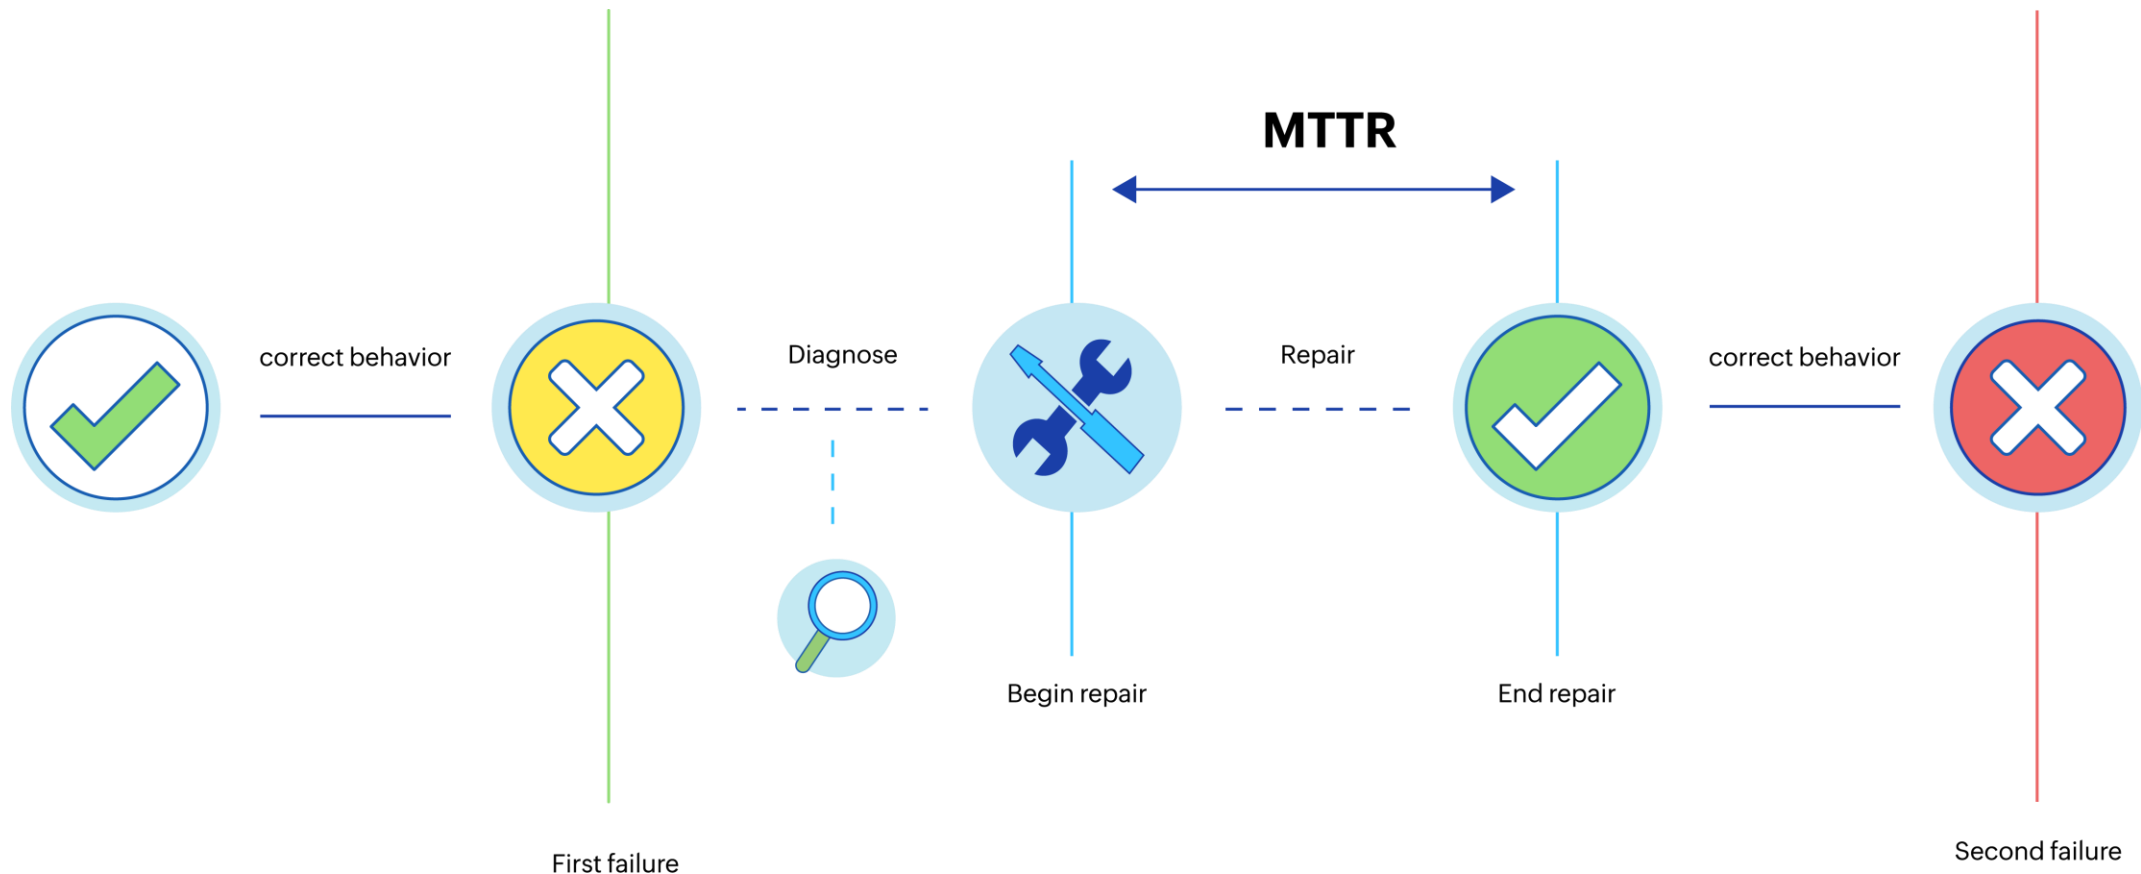 MTTR
correct behavior
Diagnose
Repair
correct behavior
Begin repair
End repair
First failure
Second failure